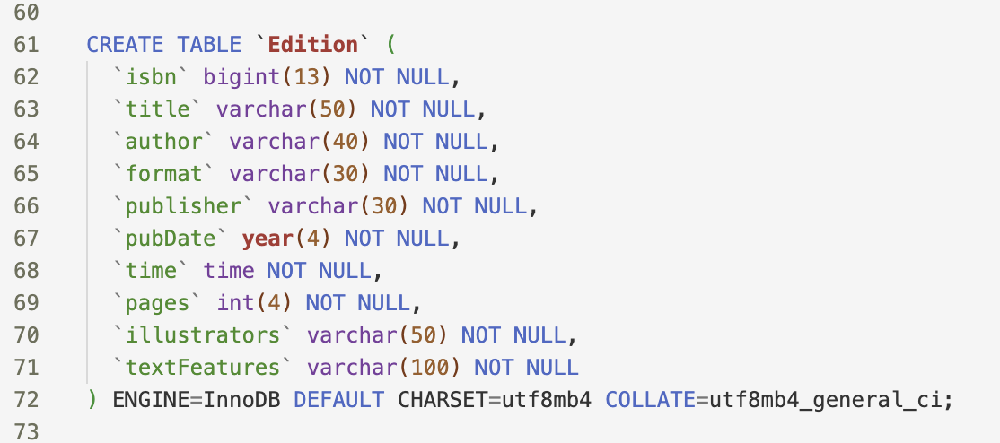 60
61 CREATE TABLE `Edition` (
62 `isbn` bigint(13) NOT NULL,
63 `title` varchar(50) NOT NULL,
64 `author` varchar(40) NOT NULL,
65 `format` varchar(30) NOT NULL,
66 `publisher` varchar(30) NOT NULL,
67 `pubDate` year(4) NOT NULL,
68 `time` time NOT NULL,
69 `pages` int(4) NOT NULL,
70 `illustrators` varchar(50) NOT NULL,
71 `textFeatures` varchar(100) NOT NULL
72 ) ENGINE=InnoDB DEFAULT CHARSET=utf8mb4 COLLATE=utf8mb4_general_ci;
73